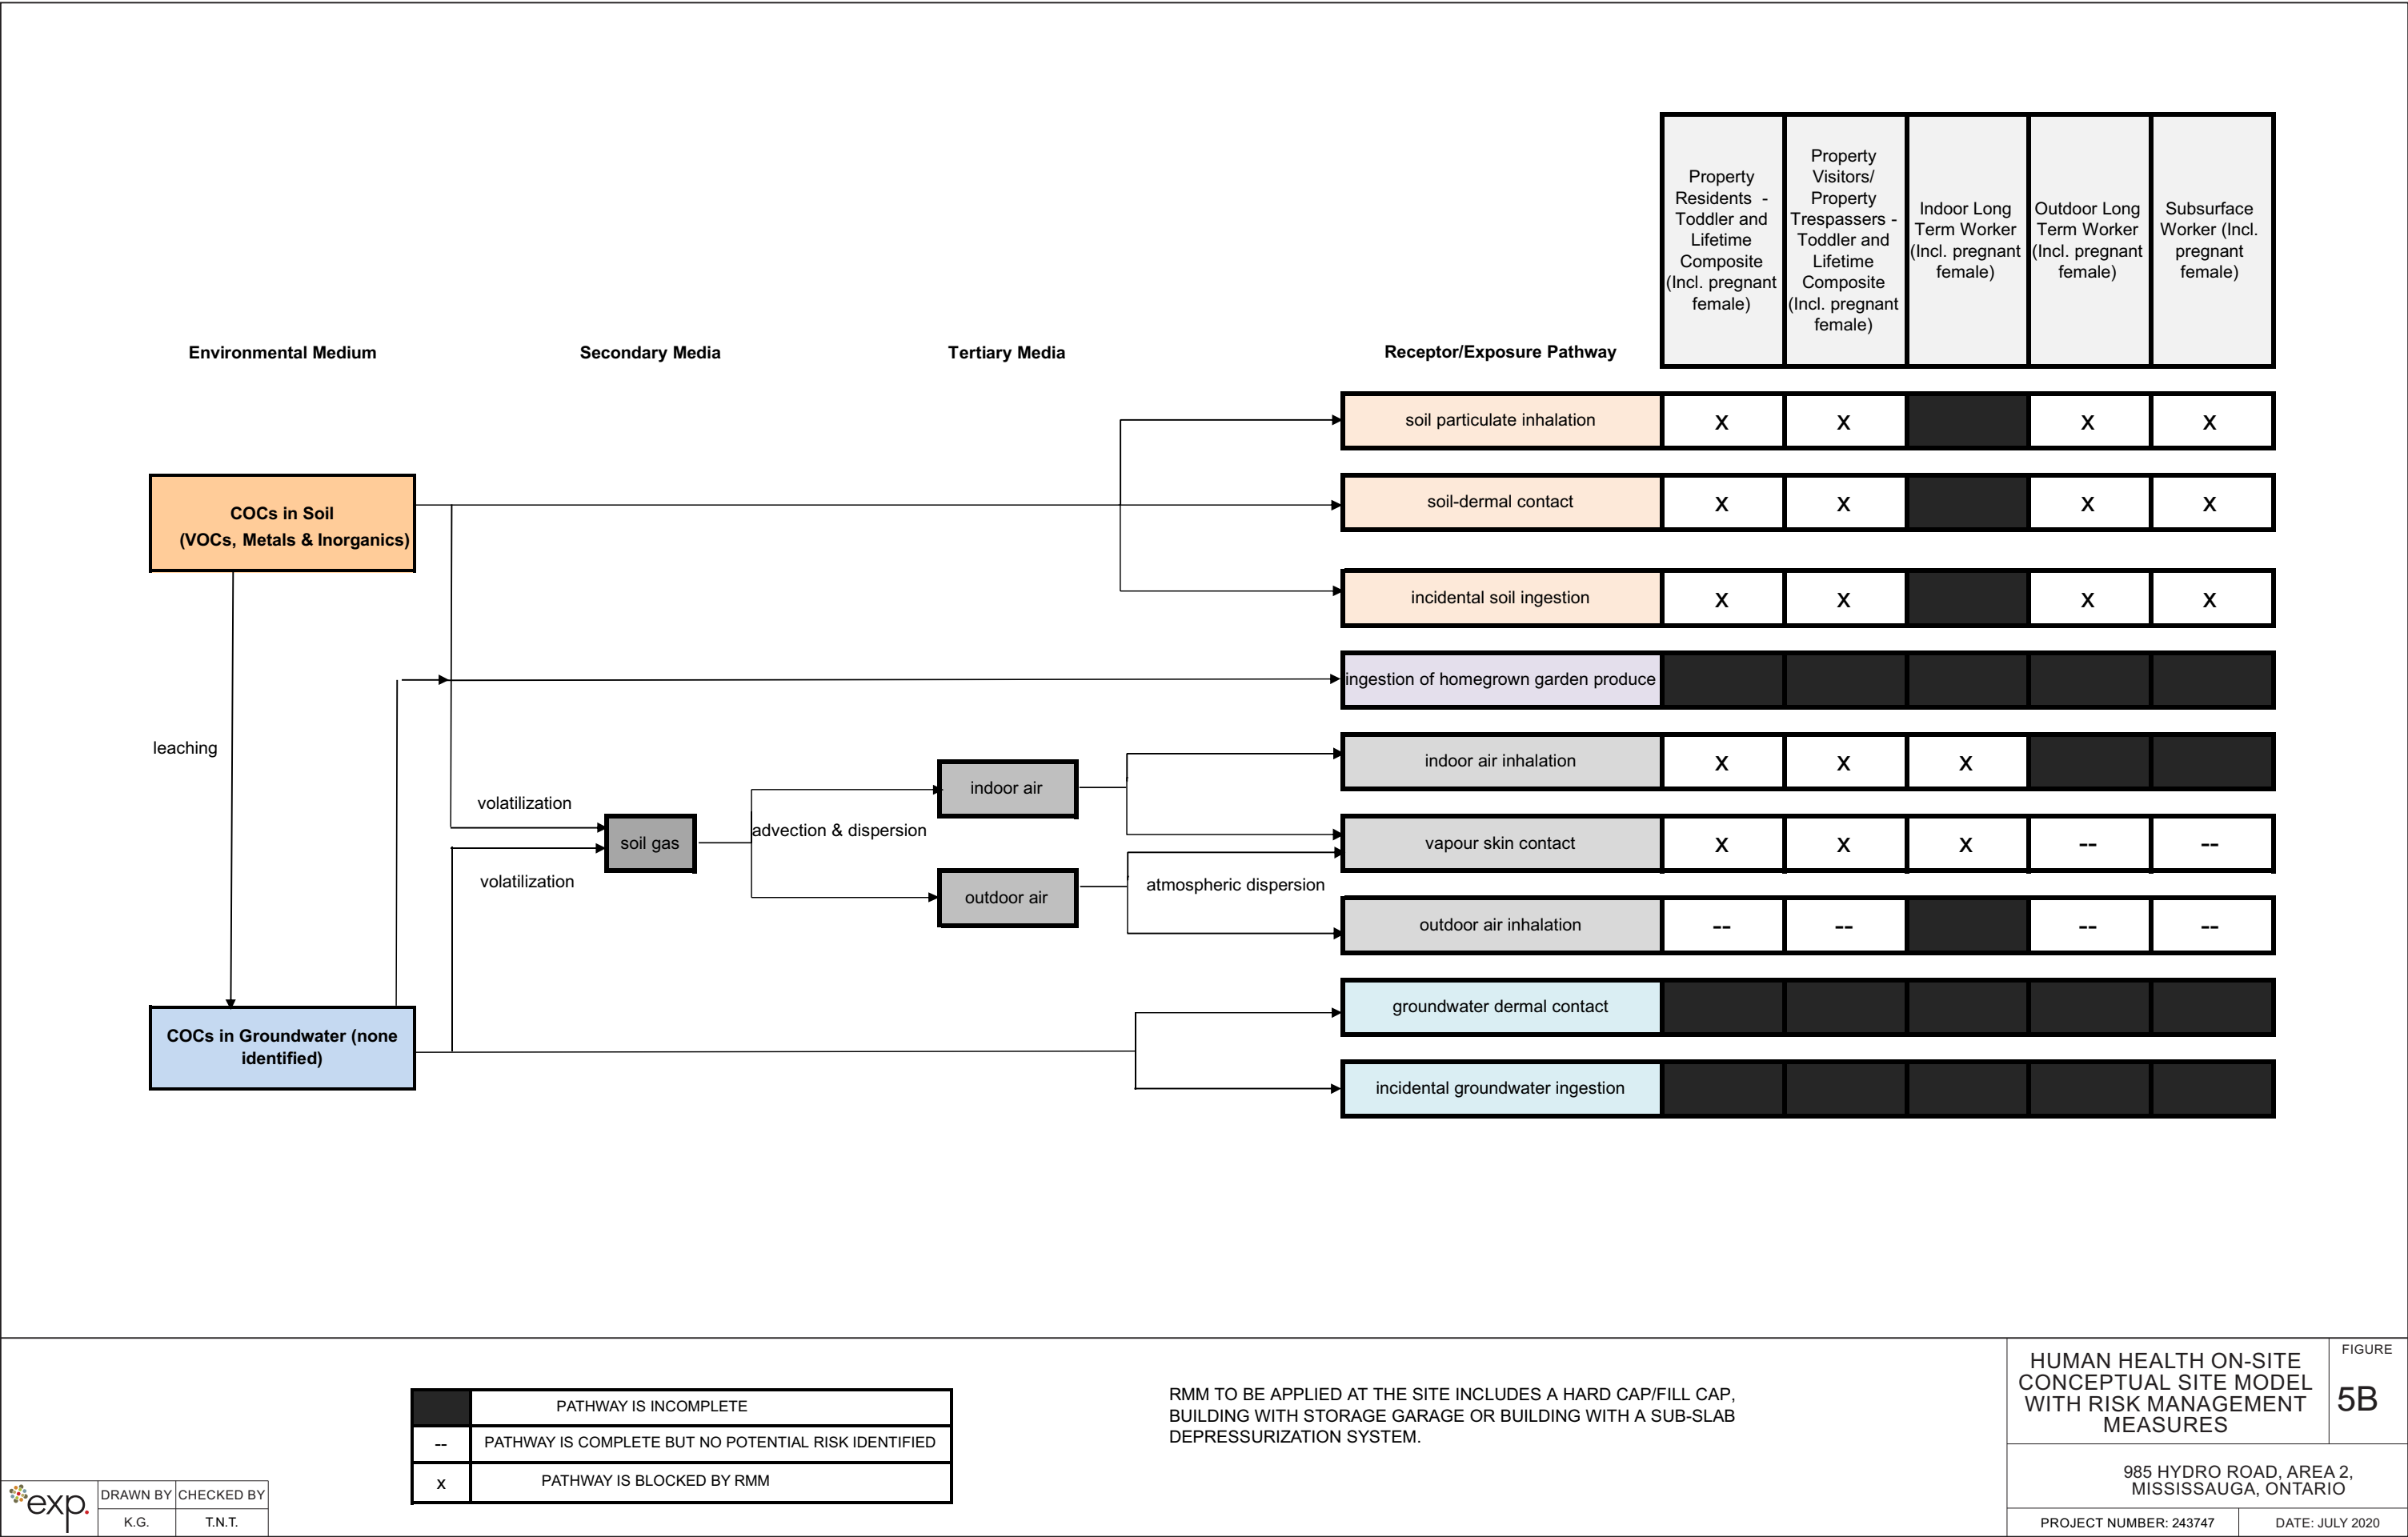 Property
Residents -
Toddler and
Lifetime
Composite
(Incl. pregnant
female)
Property
Visitors/
Property
Trespassers -
Toddler and
Lifetime
Composite
(Incl. pregnant
female)
Indoor Long
Term Worker
(Incl. pregnant
female)
Outdoor Long
Term Worker
(Incl. pregnant
female)
Subsurface
Worker (Incl.
pregnant
female)
Environmental Medium
Secondary Media
Tertiary Media
Receptor/Exposure Pathway
soil particulate inhalation
x x x x
COCs in Soil
(VOCs, Metals & Inorganics)
soil-dermal contact
x x x x
incidental soil ingestion
x x x x
ingestion of homegrown garden produce
leaching
volatilization
volatilization
soil gas
advection & dispersion
indoor air
outdoor air
atmospheric dispersion
indoor air inhalation
x x x
vapour skin contact
x x x -- --
outdoor air inhalation
-- -- -- --
COCs in Groundwater (none
identified)
groundwater dermal contact
incidental groundwater ingestion
PATHWAY IS INCOMPLETE
-- PATHWAY IS COMPLETE BUT NO POTENTIAL RISK IDENTIFIED
x PATHWAY IS BLOCKED BY RMM
RMM TO BE APPLIED AT THE SITE INCLUDES A HARD CAP/FILL CAP,
BUILDING WITH STORAGE GARAGE OR BUILDING WITH A SUB-SLAB
DEPRESSURIZATION SYSTEM.
exp.
DRAWN BY CHECKED BY
K.G. T.N.T.
HUMAN HEALTH ON-SITE
CONCEPTUAL SITE MODEL
WITH RISK MANAGEMENT
MEASURES
FIGURE
5B
985 HYDRO ROAD, AREA 2,
MISSISSAUGA, ONTARIO
PROJECT NUMBER: 243747
DATE: JULY 2020